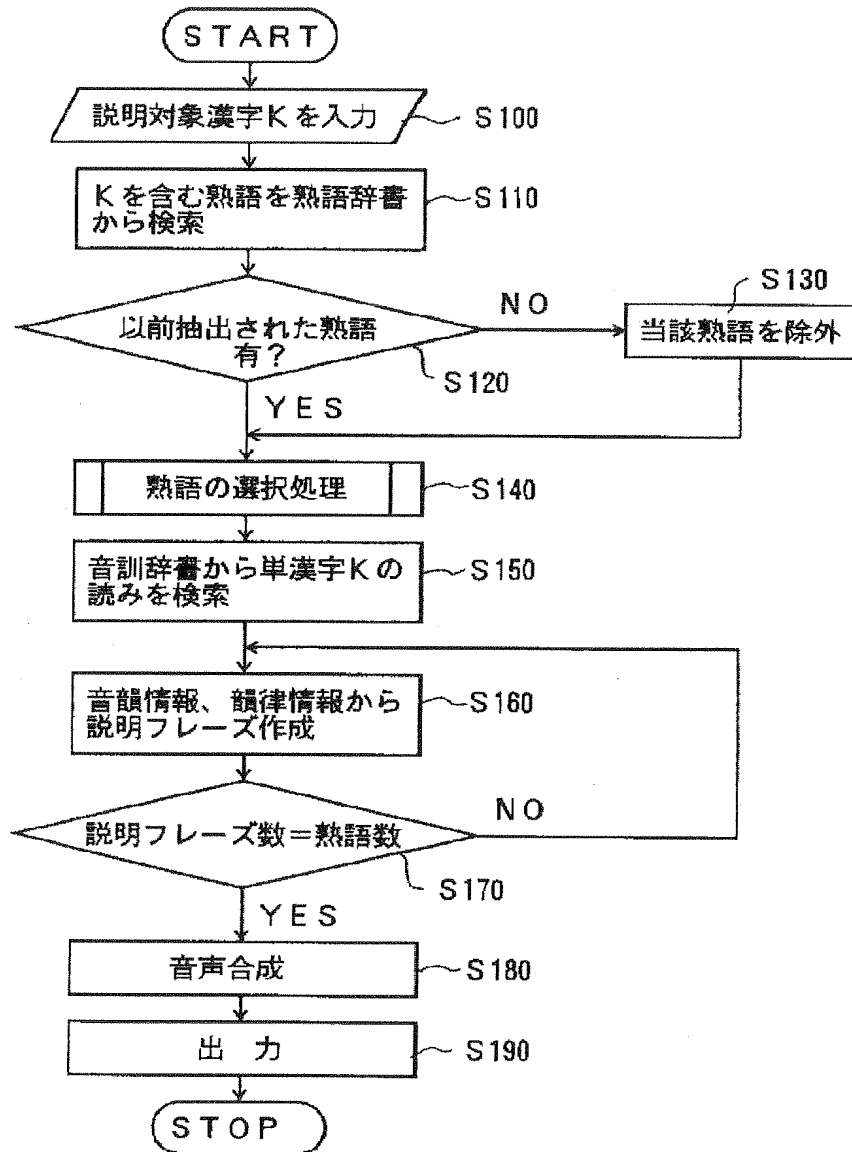 START
説明対象漢字Kを入力
S100
Kを含む熟語を熟語辞書
から検索
S110
以前抽出された熟語
有?
S120
NO
S130
当該熟語を除外
YES
熟語の選択処理
S140
音訓辞書から単漢字Kの
読みを検索
S150
音韻情報、韻律情報から
説明フレーズ作成
S160
説明フレーズ数=熟語数
NO
S170
YES
音声合成
S180
出 力
S190
STOP